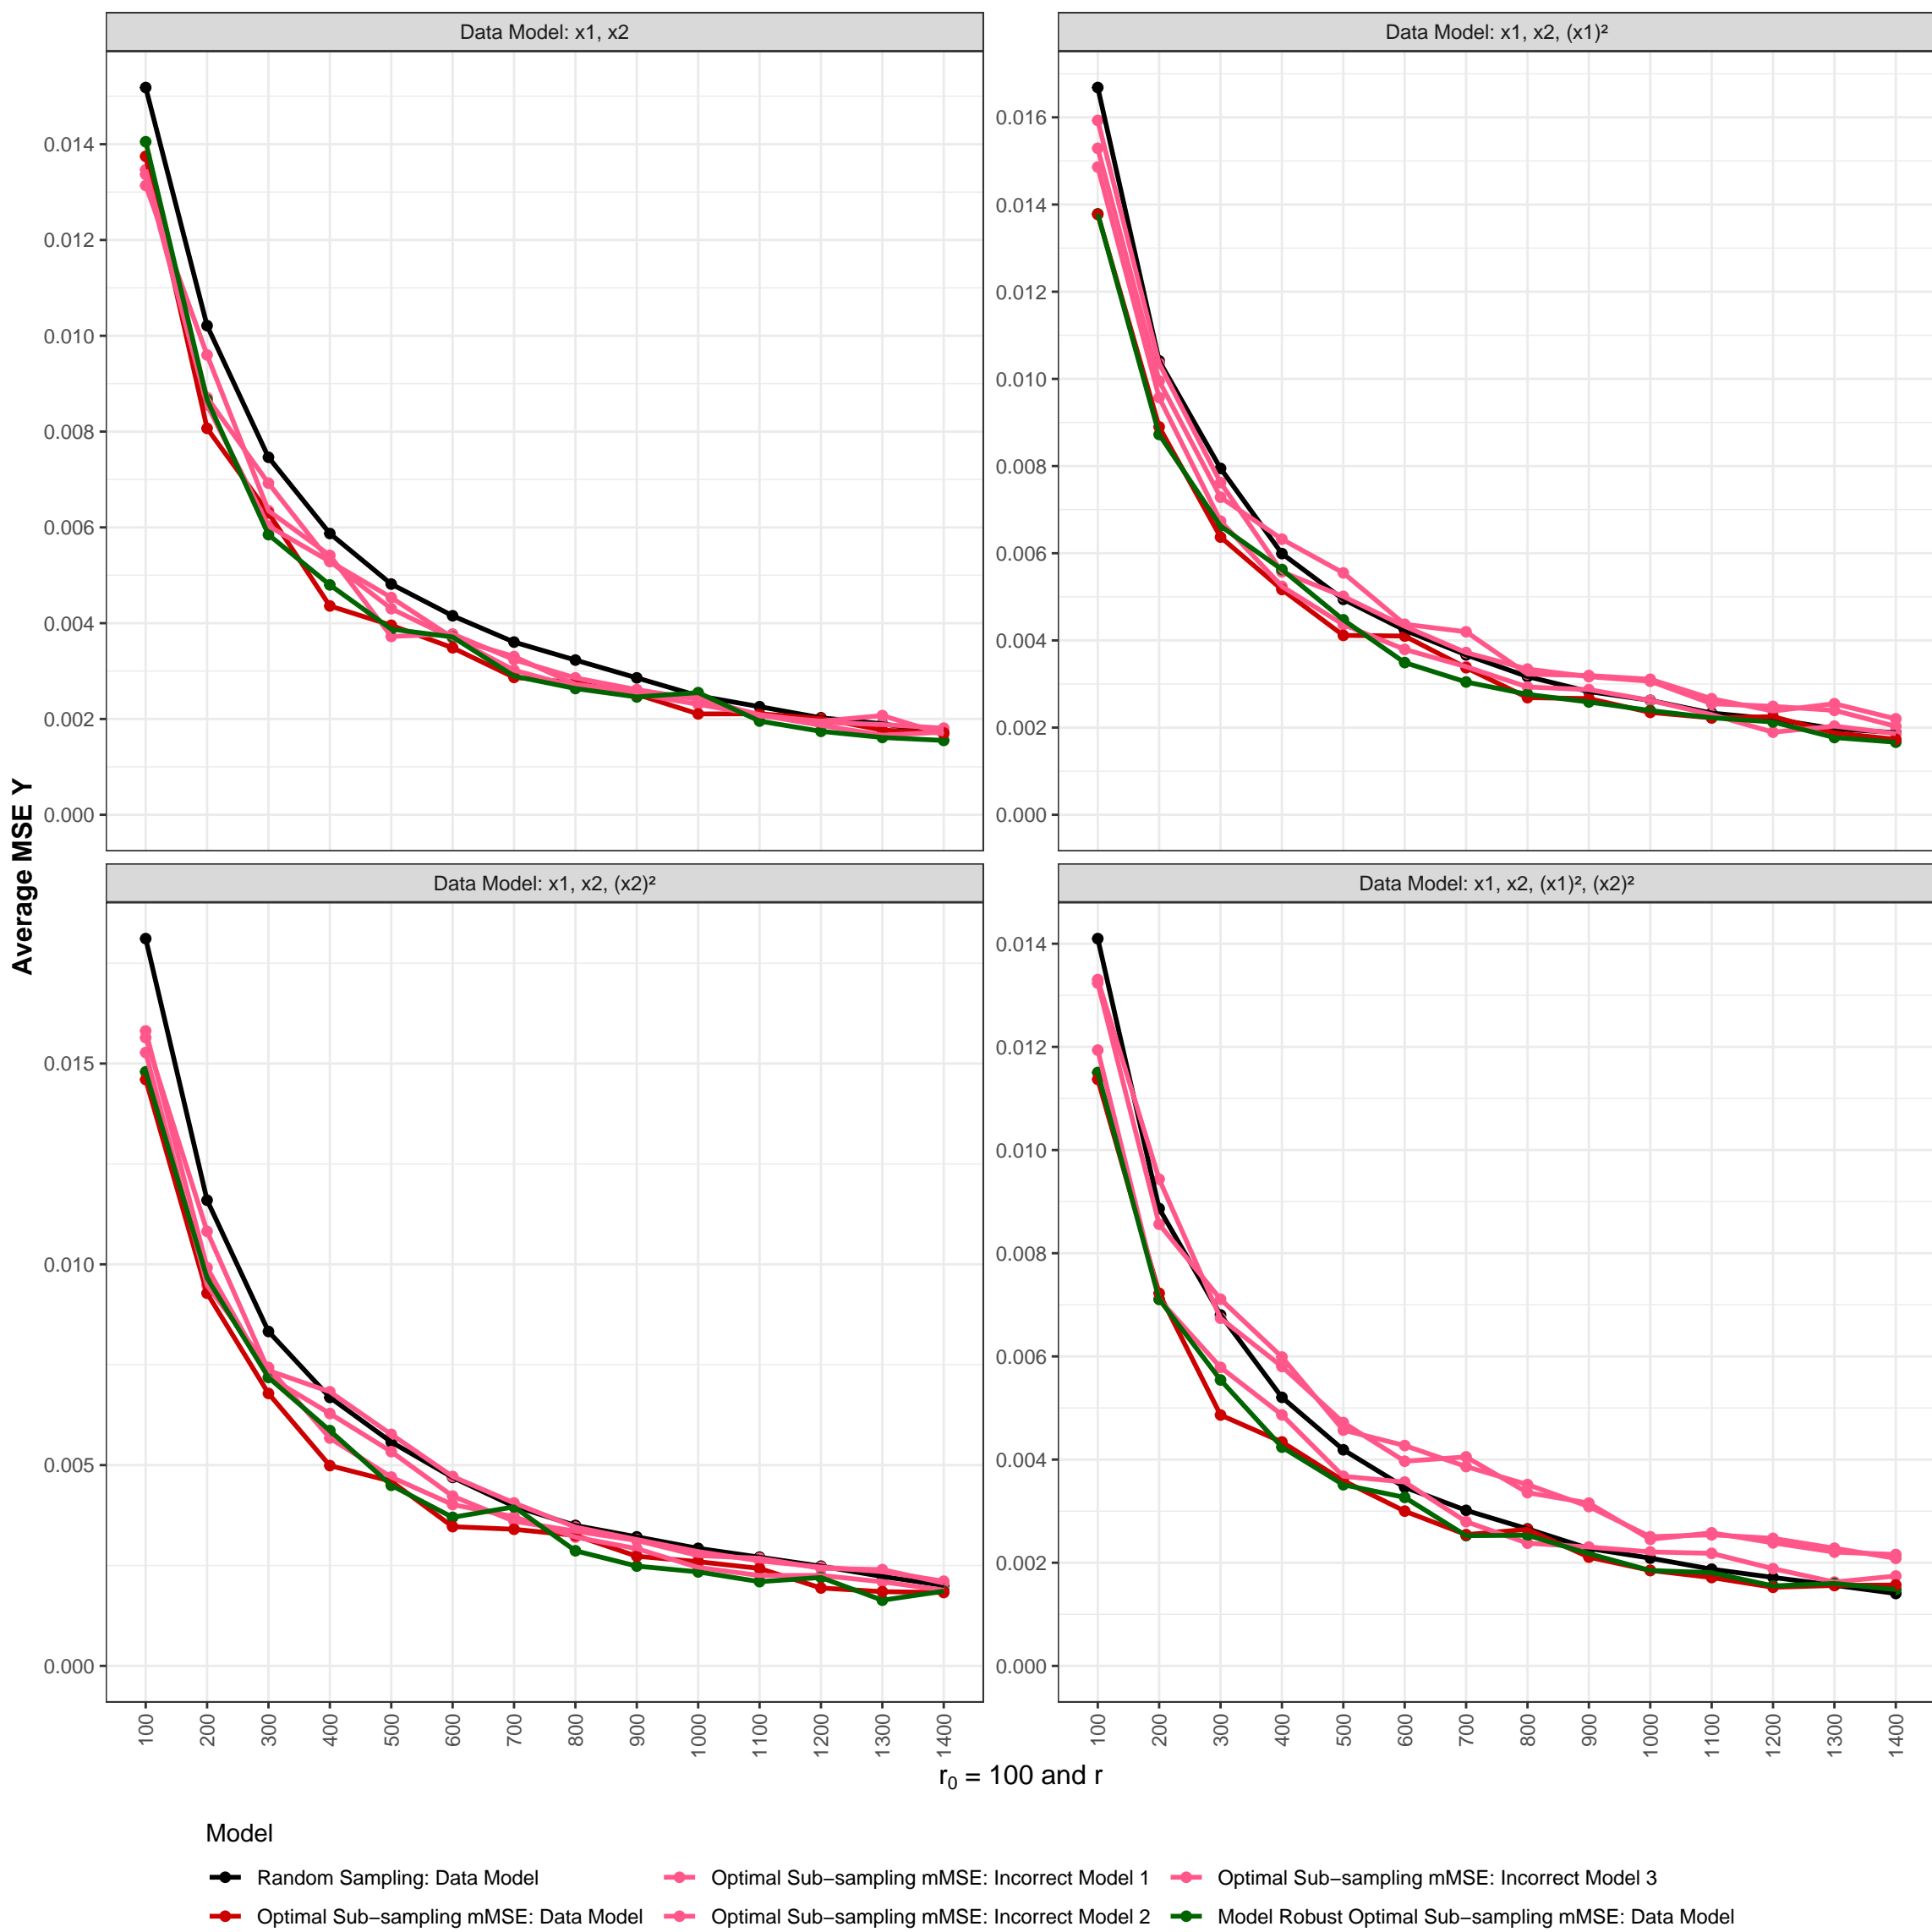 Data Model: x1, x2
Data Model: x1, x2, (x1)²
0.014
0.012
0.010
0.008
0.006
0.004
0.002
0.000
0.016
0.014
0.012
0.010
0.008
0.006
0.004
0.002
0.000
Average MSE Y
Data Model: x1, x2, (x2)²
Data Model: x1, x2, (x1)², (x2)²
0.015
0.010
0.005
0.000
0.014
0.012
0.010
0.008
0.006
0.004
0.002
0.000
100 200 300 400 500 600 700 800 900 1000 1100 1200 1300 1400
100 200 300 400 500 600 700 800 900 1000 1100 1200 1300 1400
r₀ = 100 and r
Model
Random Sampling: Data Model
Optimal Sub−sampling mMSE: Incorrect Model 1
Optimal Sub−sampling mMSE: Incorrect Model 3
Optimal Sub−sampling mMSE: Data Model
Optimal Sub−sampling mMSE: Incorrect Model 2
Model Robust Optimal Sub−sampling mMSE: Data Model